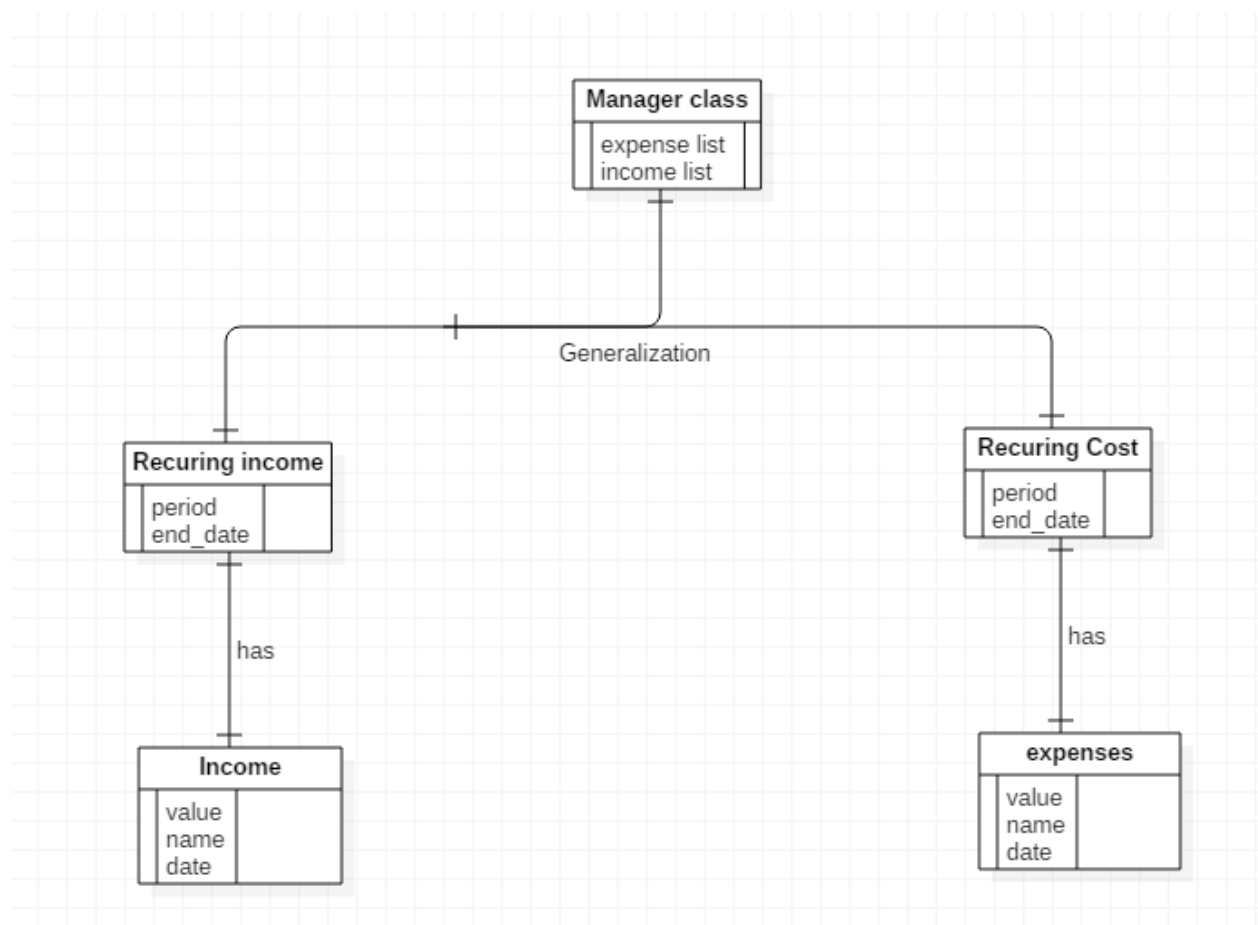 Manager class
expense list
income list
Generalization
Recuring income
period
end_date
Recuring Cost
period
end_date
has
has
Income
value
name
date
expenses
value
name
date